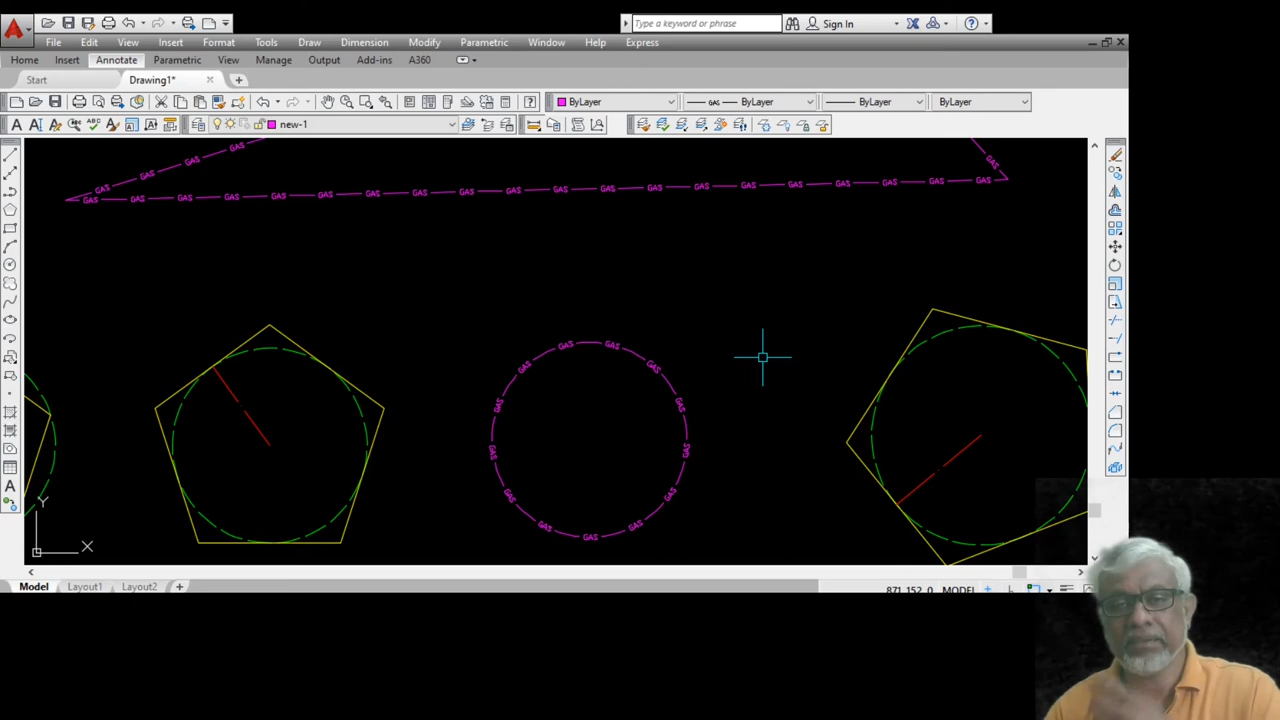 Type a keyword or phrase Sign In
File Edit View Insert Format Tools Draw Dimension Modify Parametric Window Help Express
Home Insert Annotate Parametric View Manage Output Add-ins A360
Start Drawing1*
ByLayer GAS ByLayer ByLayer ByLayer
new-1
GAS GAS GAS GAS GAS
GAS GAS GAS GAS GAS GAS GAS GAS GAS GAS GAS GAS GAS GAS GAS GAS GAS GAS GAS GAS
GAS GAS
GAS GAS
GAS GAS
GAS GAS
GAS GAS
GAS GAS
GAS
Y
X
Model Layout1 Layout2 871,152,0 MODEL